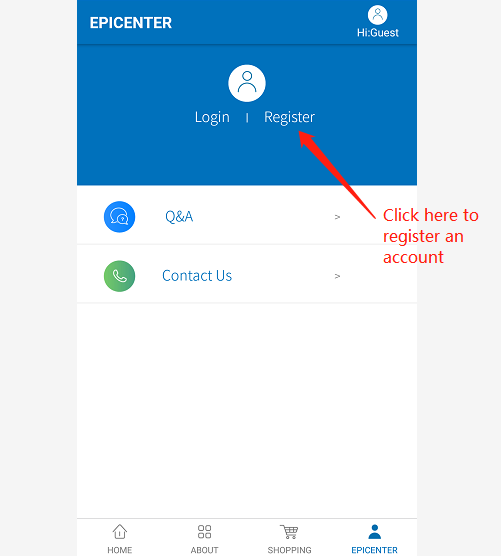 EPICENTER
Hi:Guest
Login | Register
Click here to
register an
account
Q&A >
Contact Us >
HOME ABOUT SHOPPING EPICENTER